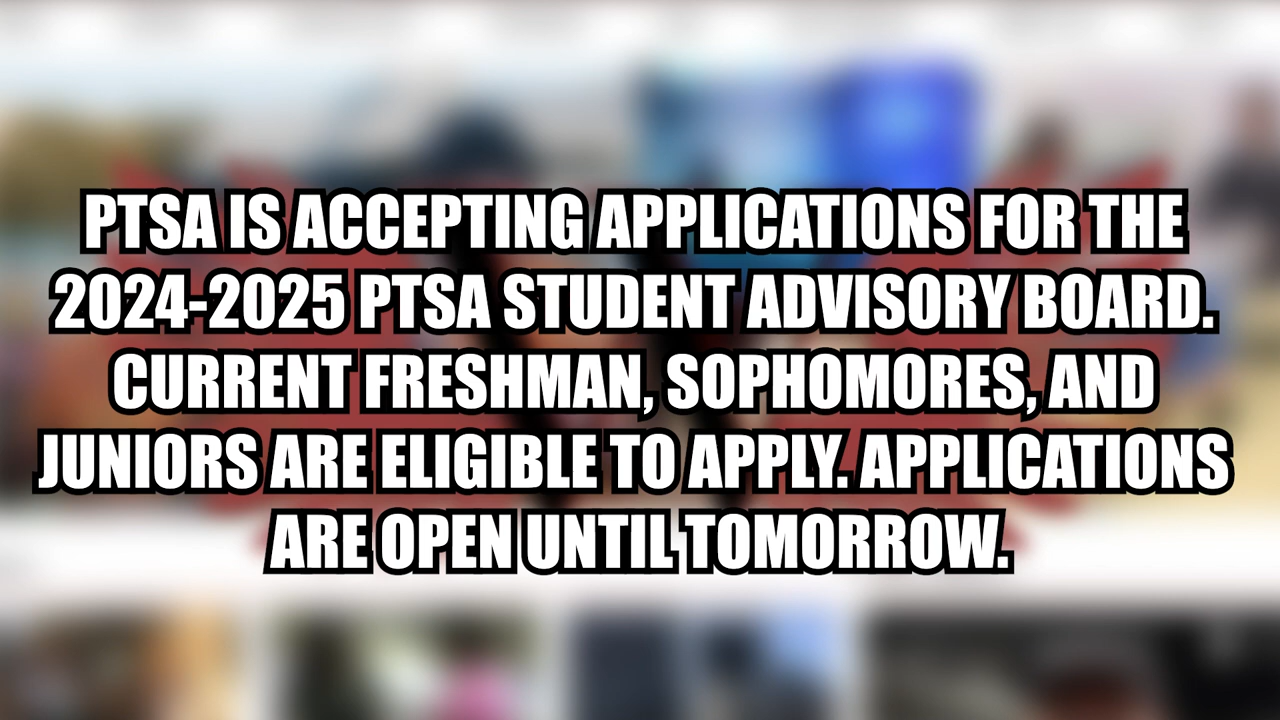 PTSA IS ACCEPTING APPLICATIONS FOR THE
2024-2025 PTSA STUDENT ADVISORY BOARD.
CURRENT FRESHMAN, SOPHOMORES, AND
JUNIORS ARE ELIGIBLE TO APPLY. APPLICATIONS
ARE OPEN UNTIL TOMORROW.